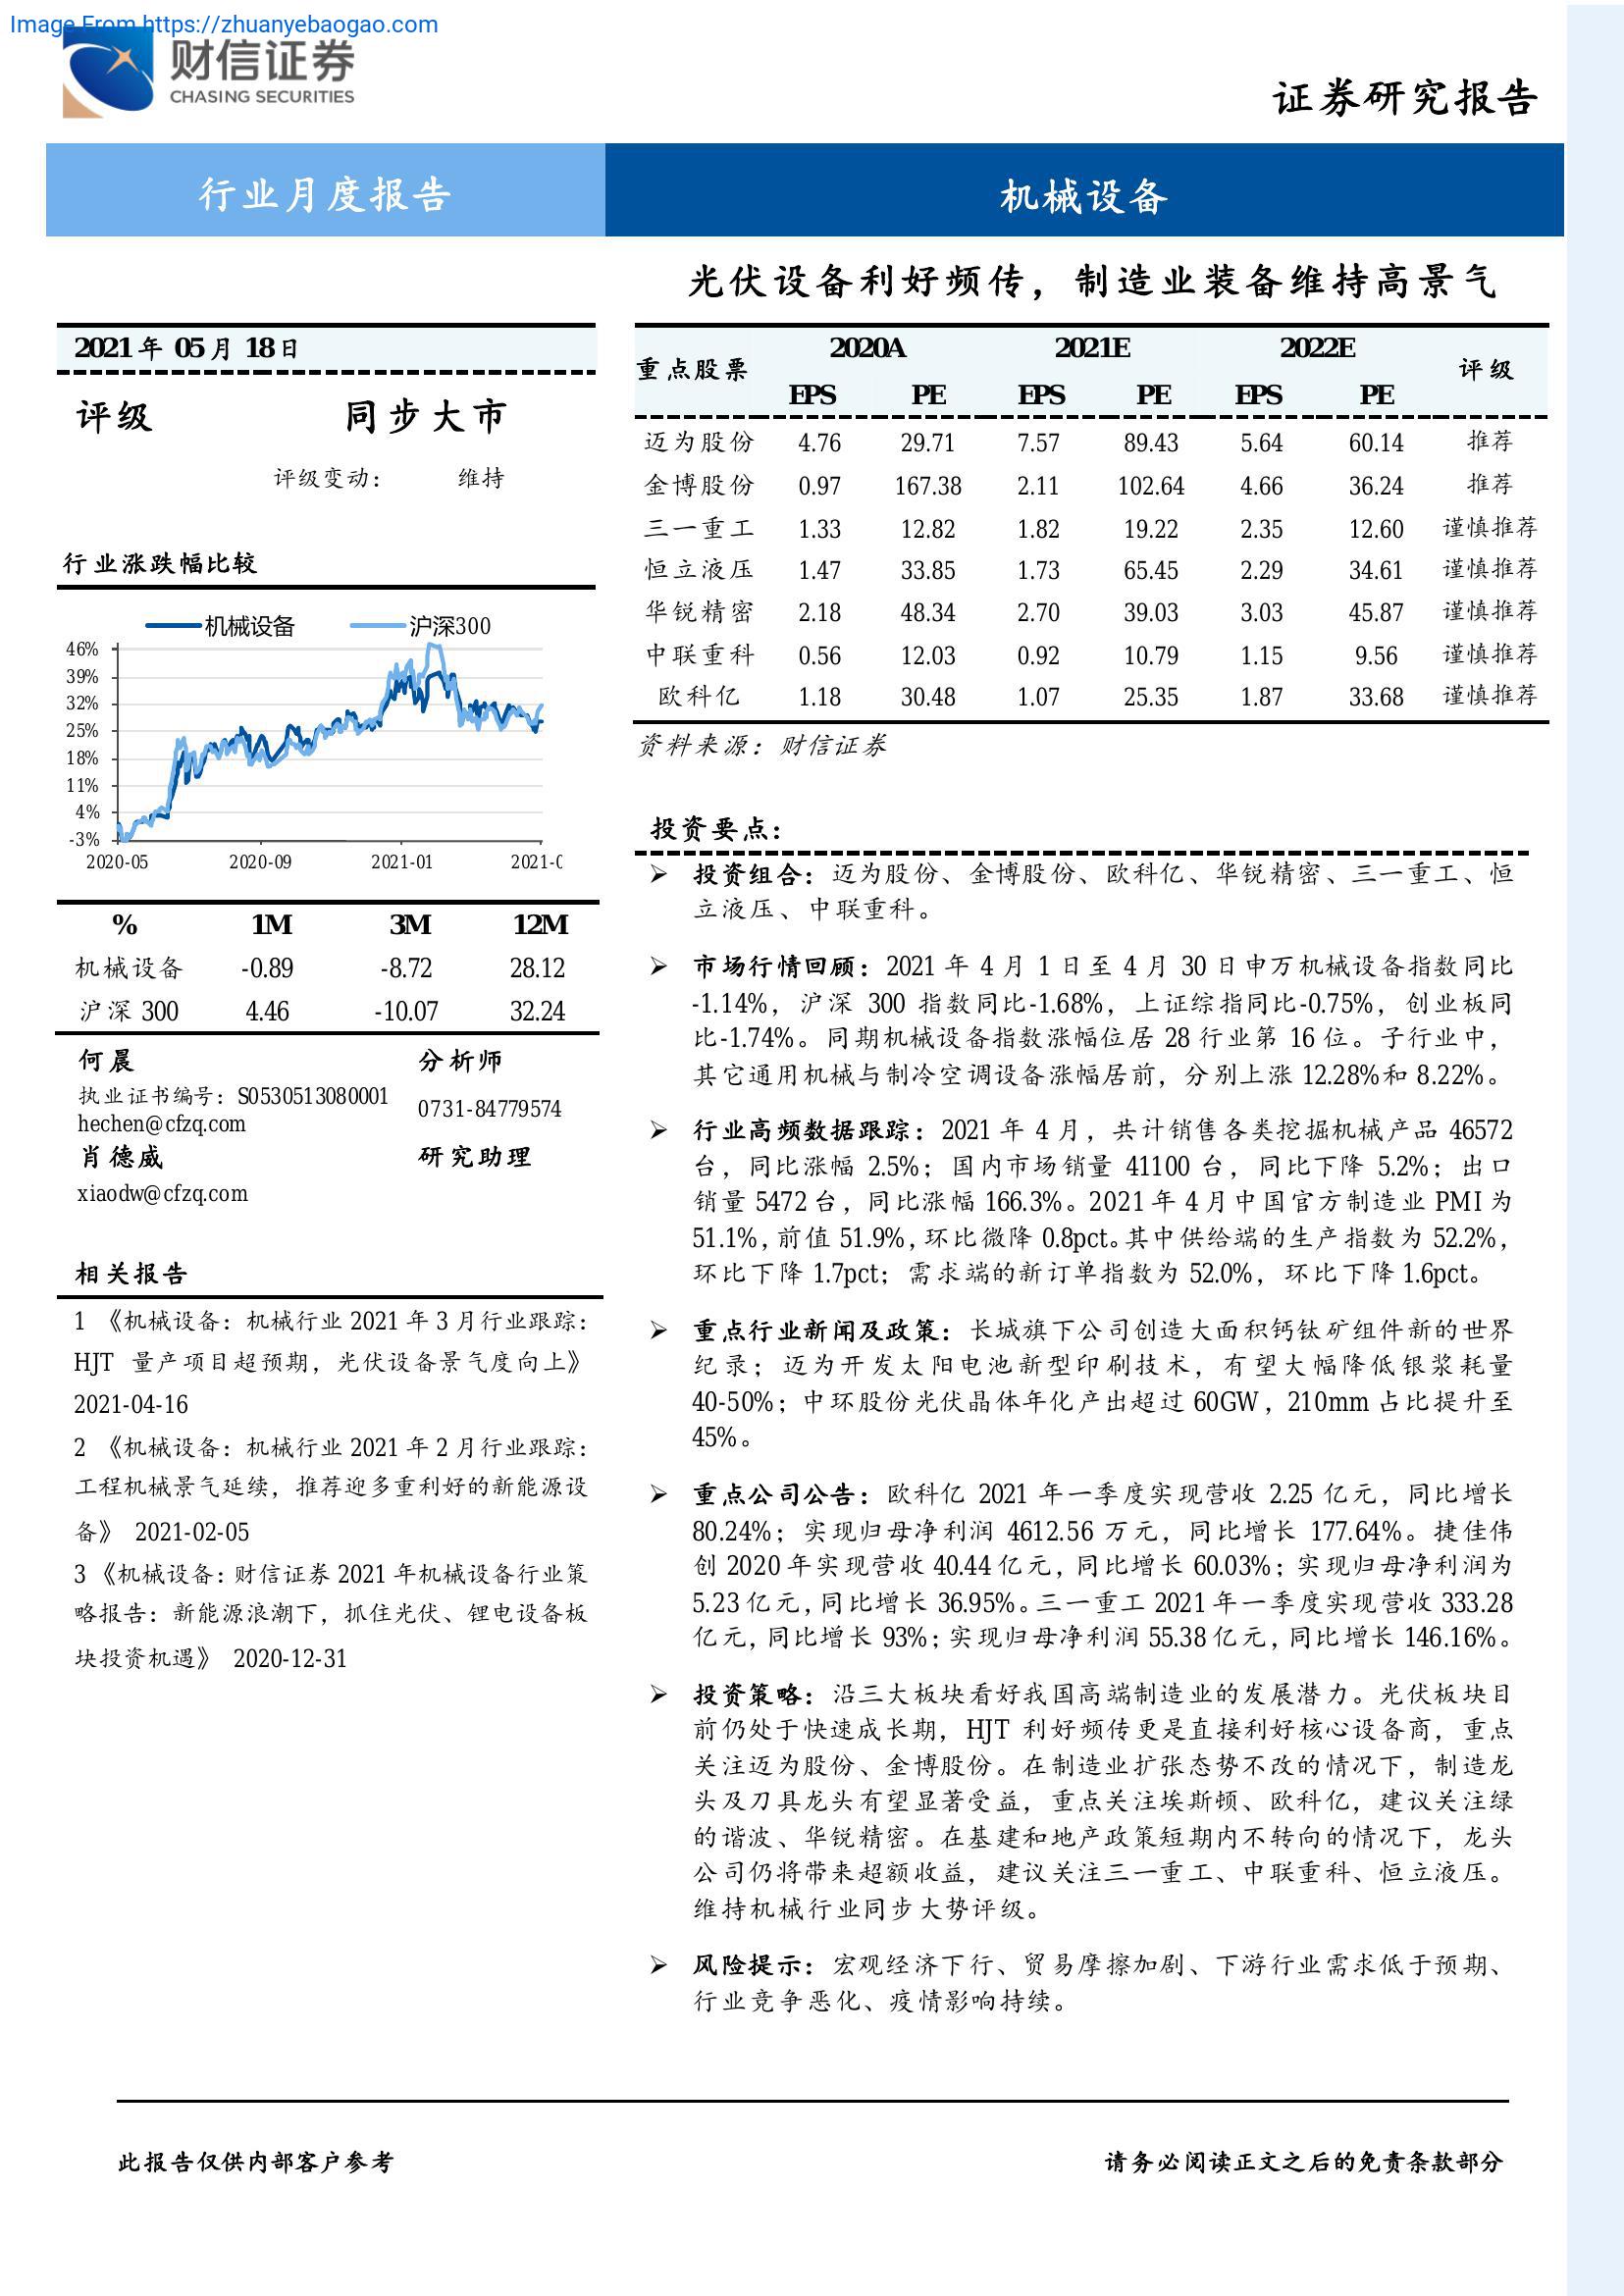 Image From https://zhuanyebaogao.com
财信证券
CHASING SECURITIES
证券研究报告
行业月度报告
机械设备
光伏设备利好频传，制造业装备维持高景气
2021 年 05 月 18 日
评级 同步大市
评级变动： 维持
行业涨跌幅比较
机械设备 沪深300
46%
39%
32%
25%
18%
11%
4%
-3%
2020-05 2020-09 2021-01 2021-0
% 1M 3M 12M
机械设备 -0.89 -8.72 28.12
沪深 300 4.46 -10.07 32.24
何晨 分析师
执业证书编号：S0530513080001
hechen@cfzq.com 0731-84779574
肖德威 研究助理
xiaodw@cfzq.com
相关报告
1 《机械设备：机械行业 2021 年 3 月行业跟踪：
HJT 量产项目超预期，光伏设备景气度向上》
2021-04-16
2 《机械设备：机械行业 2021 年 2 月行业跟踪：
工程机械景气延续，推荐迎多重利好的新能源设
备》 2021-02-05
3 《机械设备：财信证券 2021 年机械设备行业策
略报告：新能源浪潮下，抓住光伏、锂电设备板
块投资机遇》 2020-12-31
重点股票 2020A 2021E 2022E 评级
EPS PE EPS PE EPS PE
迈为股份 4.76 29.71 7.57 89.43 5.64 60.14 推荐
金博股份 0.97 167.38 2.11 102.64 4.66 36.24 推荐
三一重工 1.33 12.82 1.82 19.22 2.35 12.60 谨慎推荐
恒立液压 1.47 33.85 1.73 65.45 2.29 34.61 谨慎推荐
华锐精密 2.18 48.34 2.70 39.03 3.03 45.87 谨慎推荐
中联重科 0.56 12.03 0.92 10.79 1.15 9.56 谨慎推荐
欧科亿 1.18 30.48 1.07 25.35 1.87 33.68 谨慎推荐
资料来源：财信证券
投资要点：
➢ 投资组合：迈为股份、金博股份、欧科亿、华锐精密、三一重工、恒
立液压、中联重科。
➢ 市场行情回顾：2021 年 4 月 1 日至 4 月 30 日申万机械设备指数同比
-1.14%，沪深 300 指数同比-1.68%，上证综指同比-0.75%，创业板同
比-1.74%。同期机械设备指数涨幅位居 28 行业第 16 位。子行业中，
其它通用机械与制冷空调设备涨幅居前，分别上涨 12.28%和 8.22%。
➢ 行业高频数据跟踪：2021 年 4 月，共计销售各类挖掘机械产品 46572
台，同比涨幅 2.5%；国内市场销量 41100 台，同比下降 5.2%；出口
销量 5472 台，同比涨幅 166.3%。2021 年 4 月中国官方制造业 PMI 为
51.1%，前值 51.9%，环比微降 0.8pct。其中供给端的生产指数为 52.2%，
环比下降 1.7pct；需求端的新订单指数为 52.0%，环比下降 1.6pct。
➢ 重点行业新闻及政策：长城旗下公司创造大面积钙钛矿组件新的世界
纪录；迈为开发太阳电池新型印刷技术，有望大幅降低银浆耗量
40-50%；中环股份光伏晶体年化产出超过 60GW，210mm 占比提升至
45%。
➢ 重点公司公告：欧科亿 2021 年一季度实现营收 2.25 亿元，同比增长
80.24%；实现归母净利润 4612.56 万元，同比增长 177.64%。捷佳伟
创 2020 年实现营收 40.44 亿元，同比增长 60.03%；实现归母净利润为
5.23 亿元，同比增长 36.95%。三一重工 2021 年一季度实现营收 333.28
亿元，同比增长 93%；实现归母净利润 55.38 亿元，同比增长 146.16%。
➢ 投资策略：沿三大板块看好我国高端制造业的发展潜力。光伏板块目
前仍处于快速成长期，HJT 利好频传更是直接利好核心设备商，重点
关注迈为股份、金博股份。在制造业扩张态势不改的情况下，制造龙
头及刀具龙头有望显著受益，重点关注埃斯顿、欧科亿，建议关注绿
的谐波、华锐精密。在基建和地产政策短期内不转向的情况下，龙头
公司仍将带来超额收益，建议关注三一重工、中联重科、恒立液压。
维持机械行业同步大势评级。
➢ 风险提示：宏观经济下行、贸易摩擦加剧、下游行业需求低于预期、
行业竞争恶化、疫情影响持续。
此报告仅供内部客户参考
请务必阅读正文之后的免责条款部分